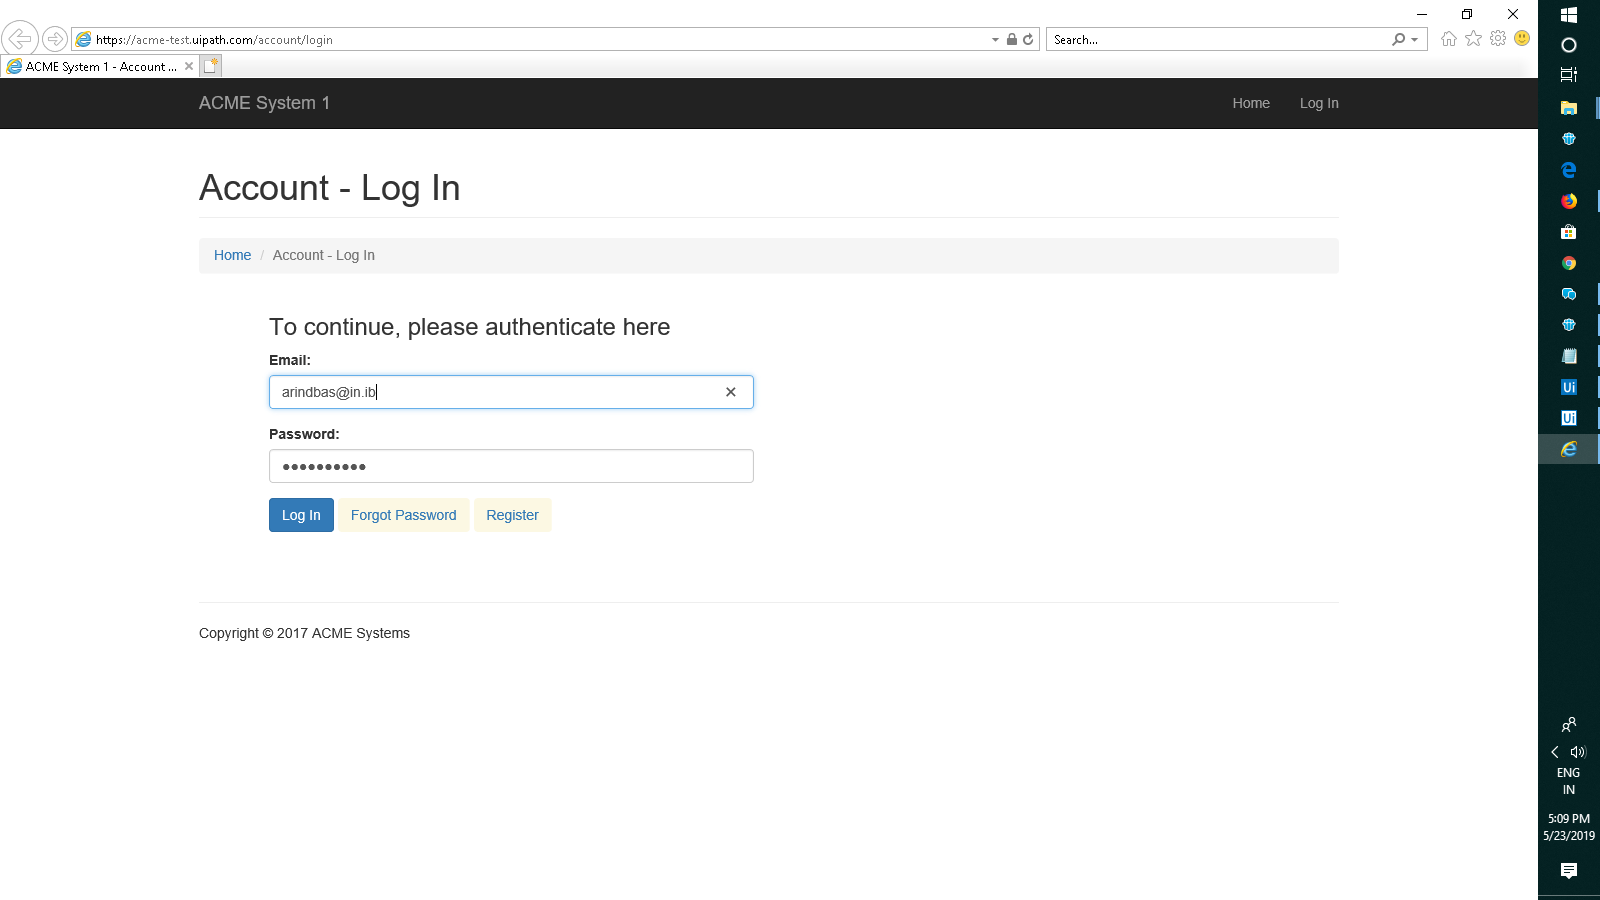 https://acme-test.uipath.com/account/login
Search...
ACME System 1 - Account ...
ACME System 1
Home
Log In
Account - Log In
Home / Account - Log In
To continue, please authenticate here
Email:
arindbas@in.ib
Password:
Log In
Forgot Password
Register
Copyright © 2017 ACME Systems
Ui
Ui
ENG
IN
5:09 PM
5/23/2019